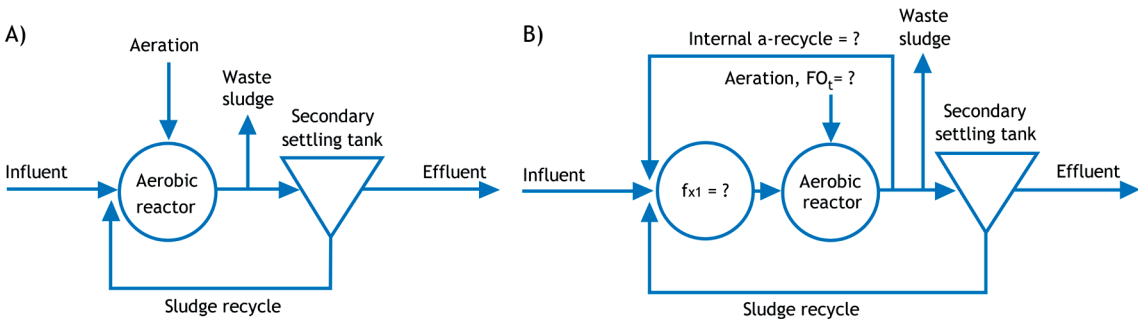 A)
Aeration
Waste
sludge
Secondary
settling tank
Influent
Aerobic
reactor
Effluent
Sludge recycle
B)
Internal a-recycle = ?
Waste
sludge
Aeration, FOt= ?
Secondary
settling tank
Influent
fx1 = ?
Aerobic
reactor
Effluent
Sludge recycle